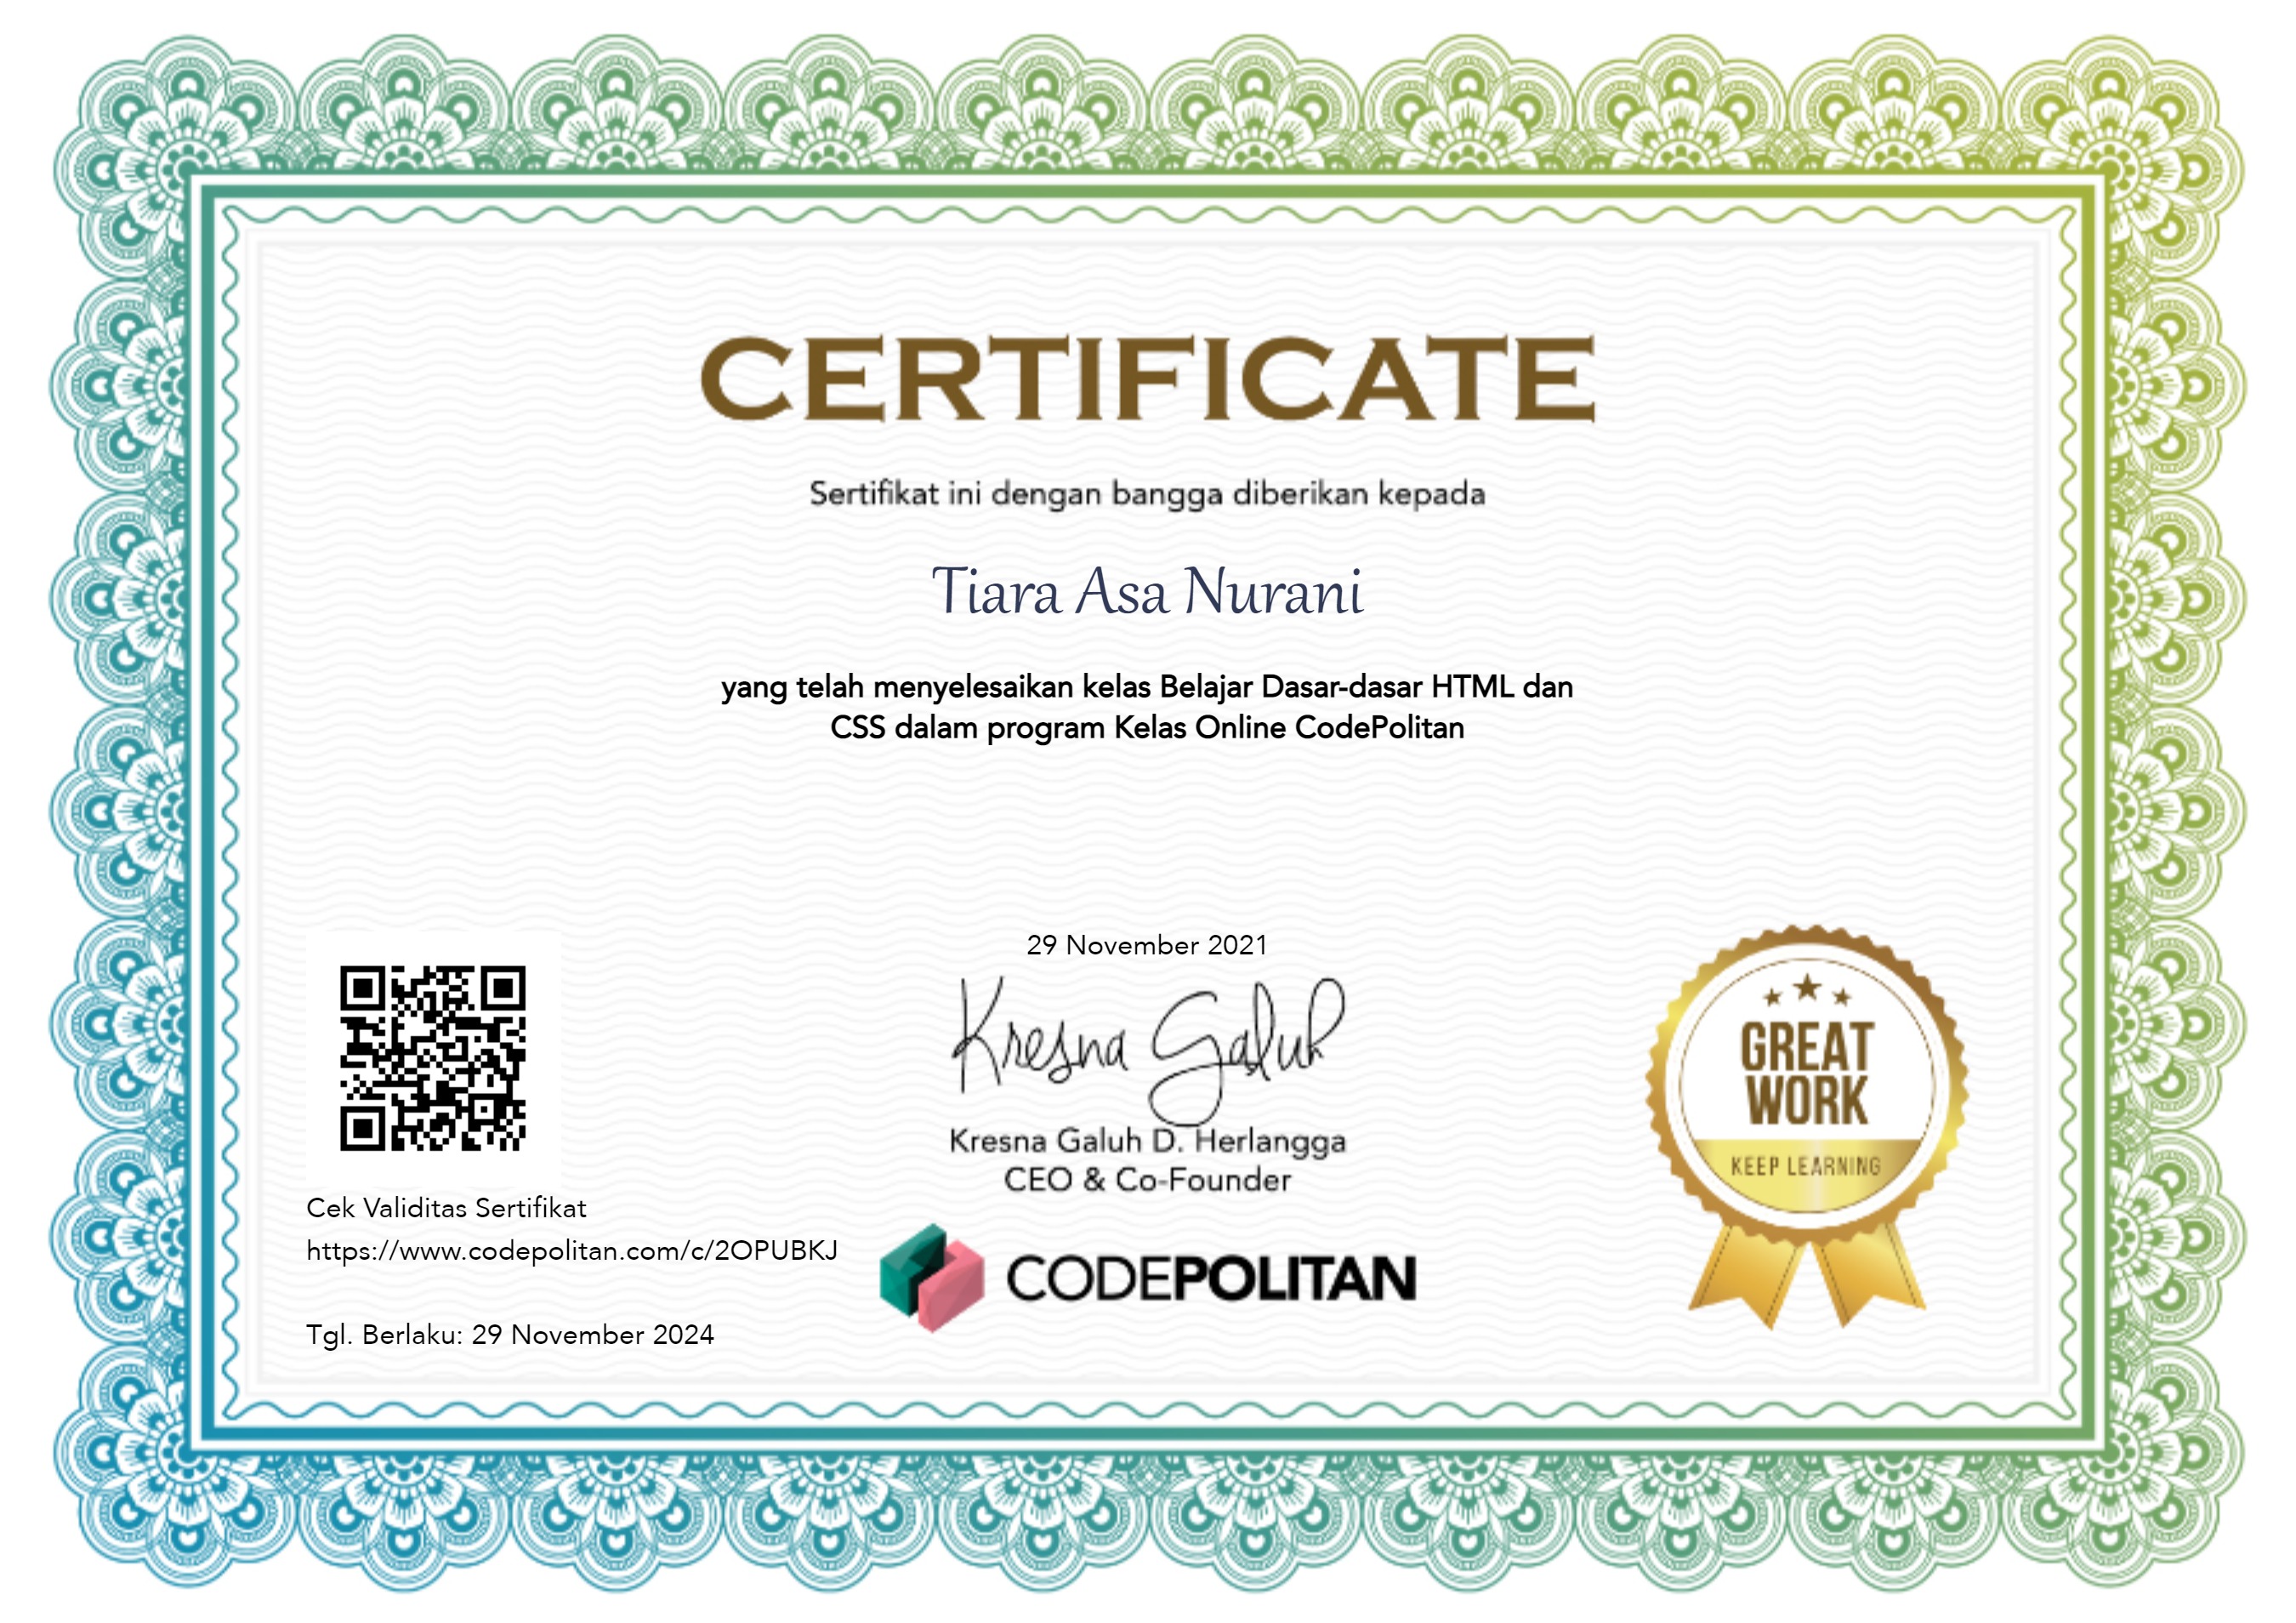 CERTIFICATE
Sertifikat ini dengan bangga diberikan kepada
Tiara Asa Nurani
yang telah menyelesaikan kelas Belajar Dasar-dasar HTML dan
CSS dalam program Kelas Online CodePolitan
29 November 2021
Kresna Galuh
Kresna Galuh D. Herlangga
CEO & Co-Founder
CODEPOLITAN
Cek Validitas Sertifikat
https://www.codepolitan.com/c/2OPUBKJ
Tgl. Berlaku: 29 November 2024
GREAT
WORK
KEEP LEARNING